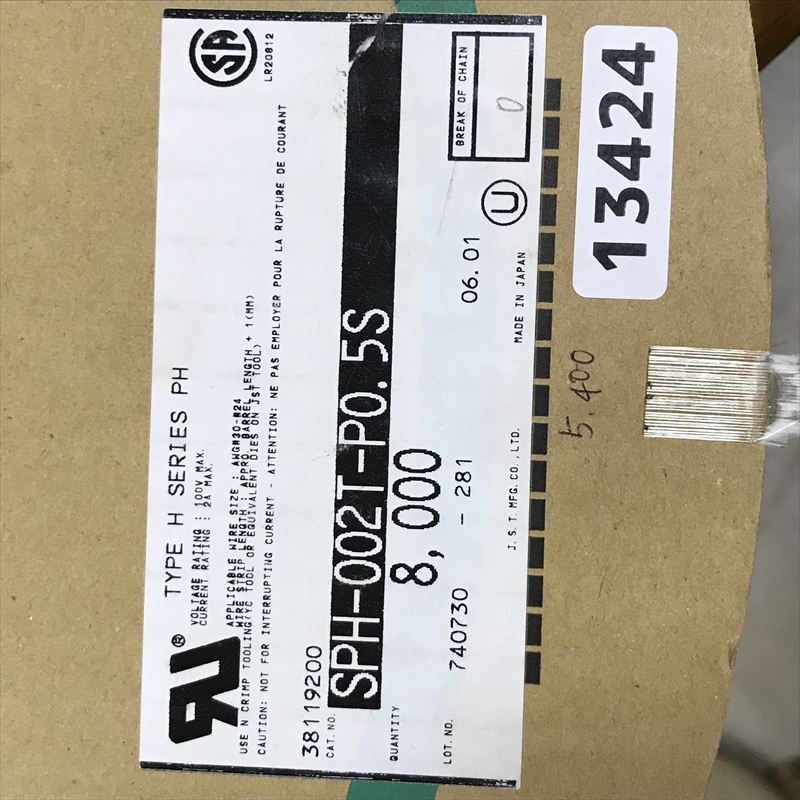 TYPE H SERIES PH
VOLTAGE RATING : 100V MAX.
CURRENT RATING : 2A MAX.
APPLICABLE WIRE SIZE : AWG#30-#24
WIRE STRIP LENGTH : APPRO. BARREL LENGTH + 1(MM)
USE N CRIMP TOOLING(YC TOOL OR EQUIVALENT DIES ON JST TOOL)
CAUTION: NOT FOR INTERRUPTING CURRENT - ATTENTION: NE PAS EMPLOYER POUR LA RUPTURE DE COURANT
LR20812
38119200
CAT. NO.
SPH-002T-P0.5S
QUANTITY
8,000
LOT. NO.
740730 - 281
06.01
U
BREAK OF CHAIN
0
J.S.T. MFG.CO.,LTD.
MADE IN JAPAN
13424
5.400